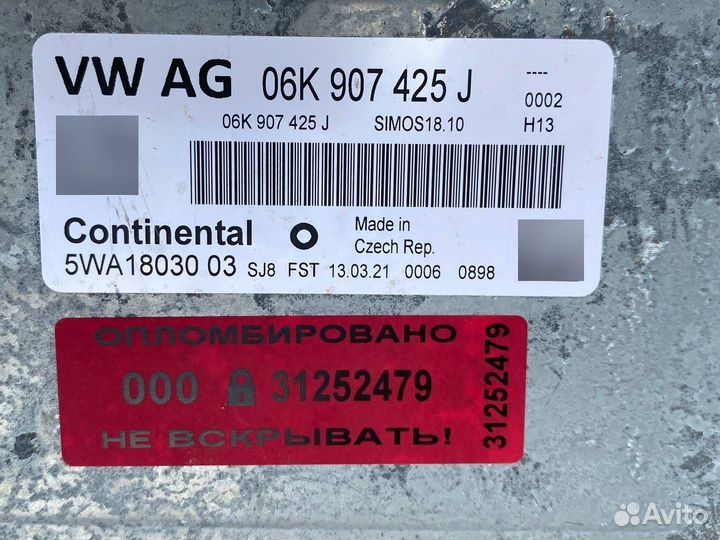 VW AG 06K 907 425 J ----
0002
06K 907 425 J SIMOS18.10 H13
Continental Made in
Czech Rep.
5WA18030 03 SJ8 FST 13.03.21 0006 0898
ОПЛОМБИРОВАНО
000 31252479
НЕ ВСКРЫВАТЬ!
31252479
Avito